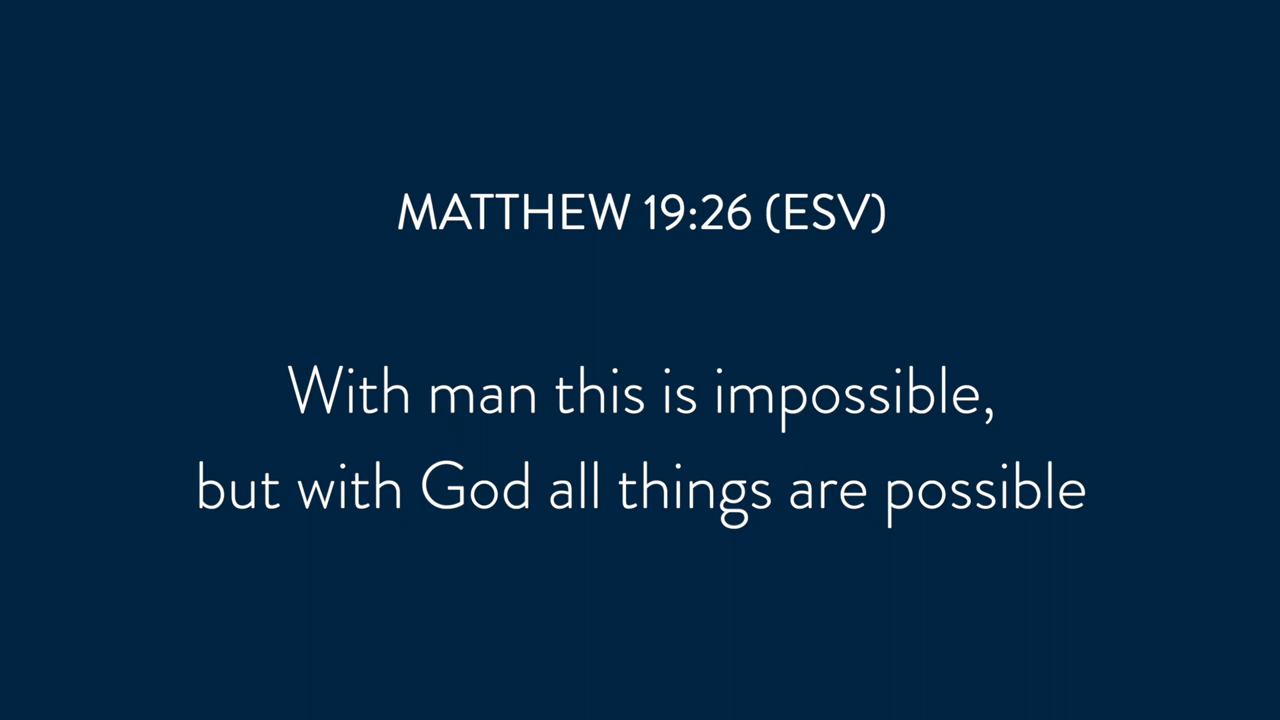 MATTHEW 19:26 (ESV)
With man this is impossible,
but with God all things are possible